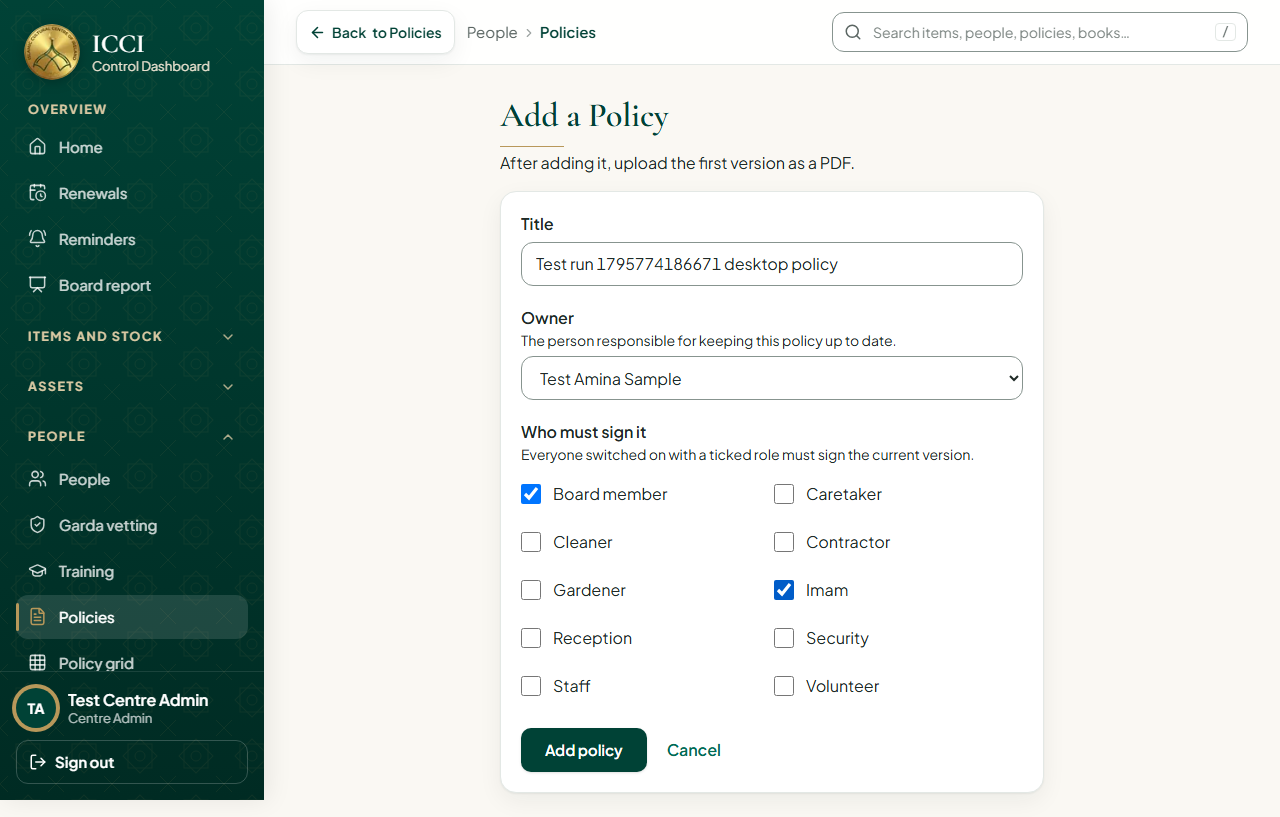 ICCI
Control Dashboard
OVERVIEW
Home
Renewals
Reminders
Board report
ITEMS AND STOCK
ASSETS
PEOPLE
People
Garda vetting
Training
Policies
Policy grid
TA
Test Centre Admin
Centre Admin
Sign out
Back to Policies
People > Policies
Search items, people, policies, books…
/
Add a Policy
After adding it, upload the first version as a PDF.
Title
Test run 1795774186671 desktop policy
Owner
The person responsible for keeping this policy up to date.
Test Amina Sample
Who must sign it
Everyone switched on with a ticked role must sign the current version.
Board member
Caretaker
Cleaner
Contractor
Gardener
Imam
Reception
Security
Staff
Volunteer
Add policy
Cancel